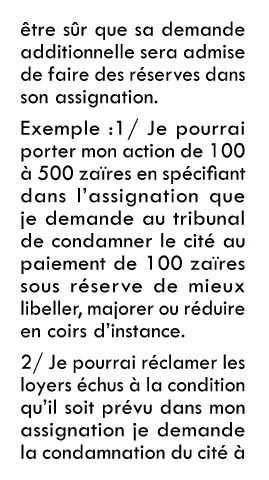 être sûr que sa demande
additionnelle sera admise
de faire des réserves dans
son assignation.
Exemple :1/ Je pourrai
porter mon action de 100
à 500 zaïres en spécifiant
dans l'assignation que
je demande au tribunal
de condamner le cité au
paiement de 100 zaïres
sous réserve de mieux
libeller, majorer ou réduire
en coirs d'instance.
2/ Je pourrai réclamer les
loyers échus à la condition
qu'il soit prévu dans mon
assignation je demande
la condamnation du cité à